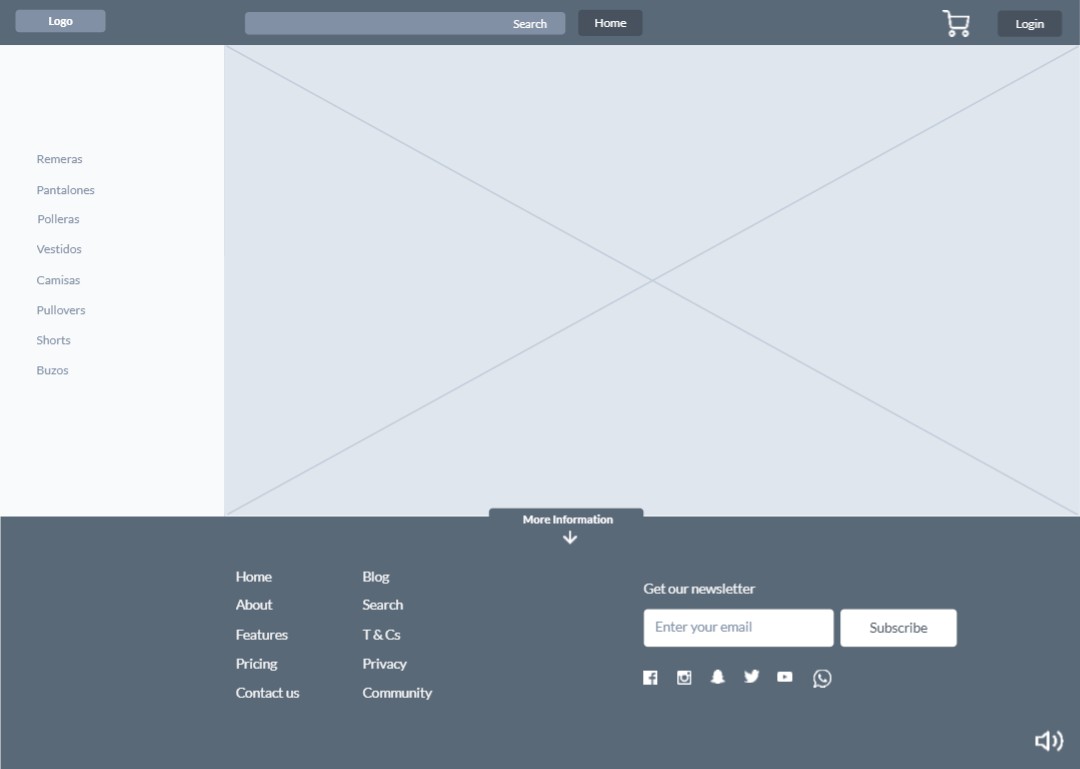 Logo
Search
Home
Login
Remeras
Pantalones
Polleras
Vestidos
Camisas
Pullovers
Shorts
Buzos
More Information
Home
About
Features
Pricing
Contact us
Blog
Search
T & Cs
Privacy
Community
Get our newsletter
Enter your email
Subscribe